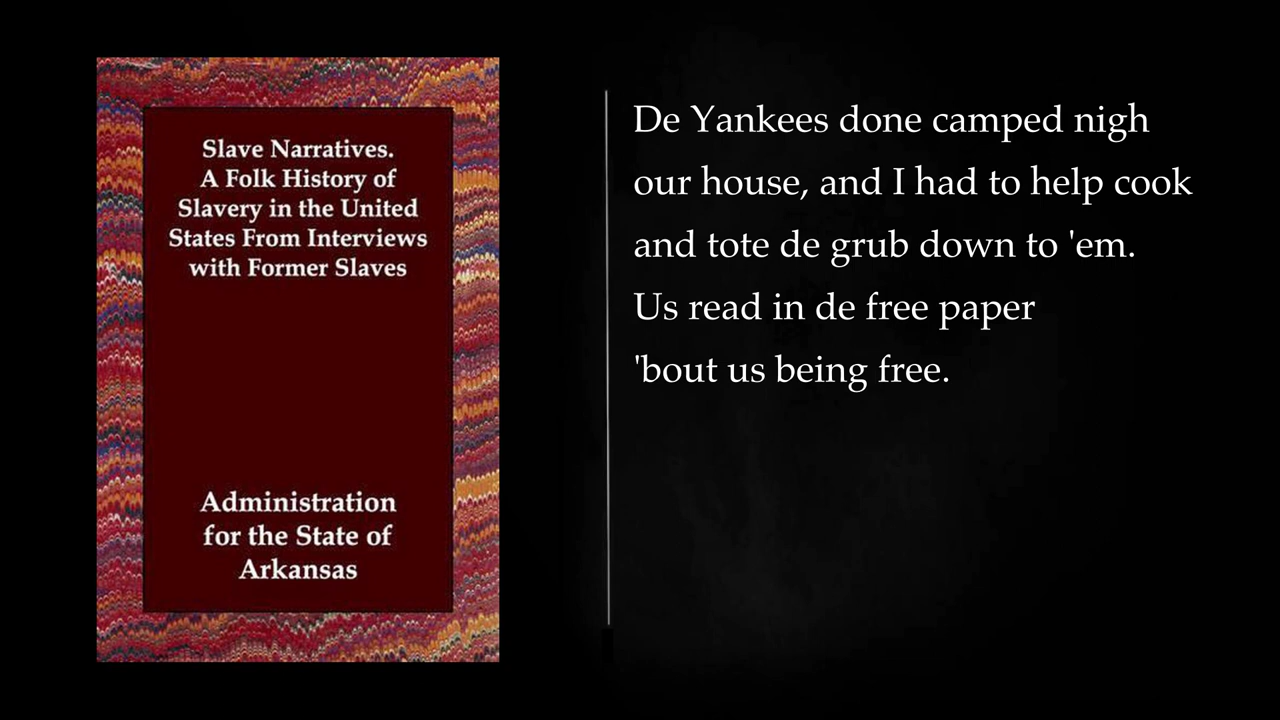 Slave Narratives.
A Folk History of
Slavery in the United
States From Interviews
with Former Slaves
Administration
for the State of
Arkansas
De Yankees done camped nigh
our house, and I had to help cook
and tote de grub down to 'em.
Us read in de free paper
'bout us being free.